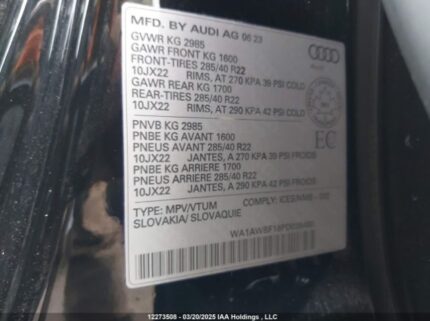 MFD. BY AUDI AG 06 23
GVWR KG 2985
GAWR FRONT KG 1600
FRONT-TIRES 285/40 R22
10JX22 RIMS, AT 270 KPA 39 PSI COLD
GAWR REAR KG 1700
REAR-TIRES 285/40 R22
10JX22 RIMS, AT 290 KPA 42 PSI COLD
PNVB KG 2985
PNBE KG AVANT 1600
PNEUS AVANT 285/40 R22
10JX22 JANTES, A 270 KPA 39 PSI FROIDS
PNBE KG ARRIERE 1700
PNEUS ARRIERE 285/40 R22
10JX22 JANTES, A 290 KPA 42 PSI FROIDS
EC
TYPE: MPV/VTUM COMPLY:
SLOVAKIA/ SLOVAQUIE
12273508 - 03/20/2025 IAA Holdings , LLC